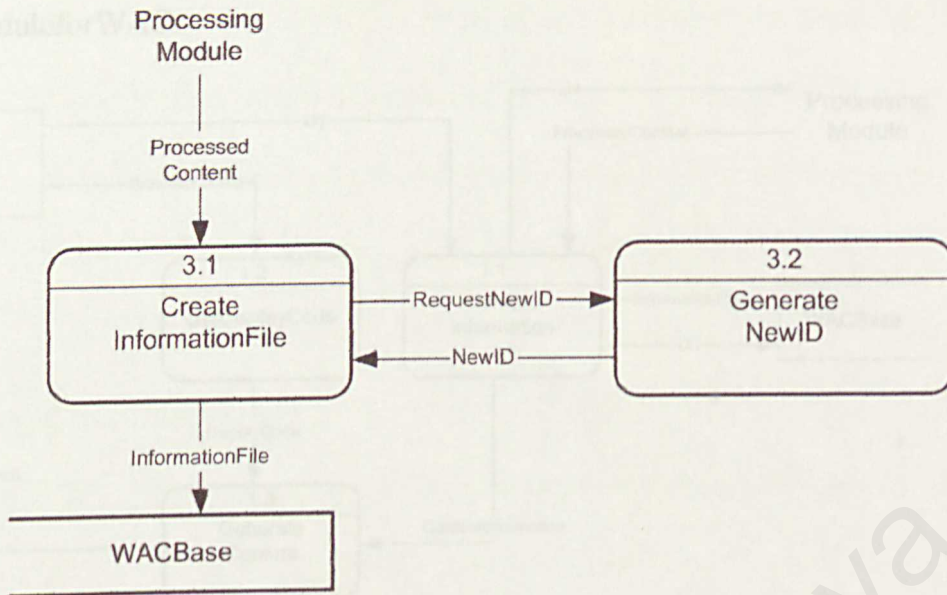 Processing
Module
Processed
Content
3.1
Create
InformationFile
RequestNewID
NewID
3.2
Generate
NewID
InformationFile
WACBase